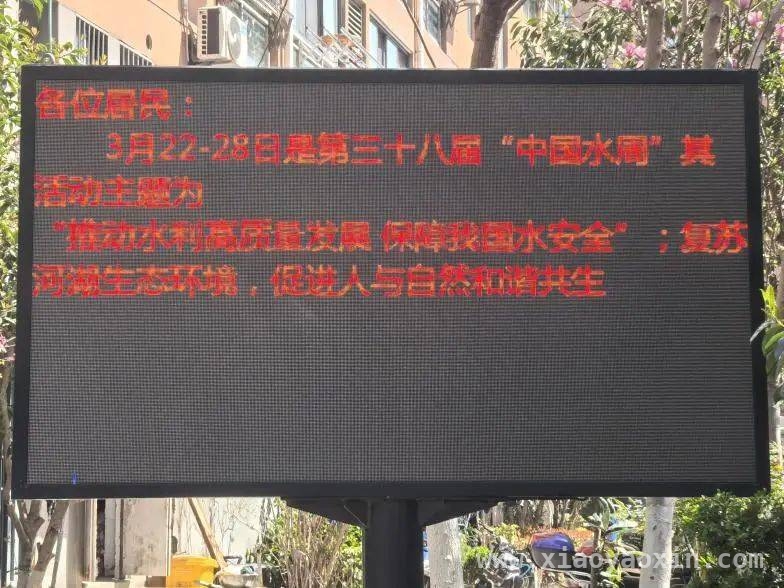 各位居民：
3月22-28日是第三十八届“中国水周”其
活动主题为
“推动水利高质量发展 保障我国水安全”；复苏
河湖生态环境，促进人与自然和谐共生
www.xiaoyaoxin.com